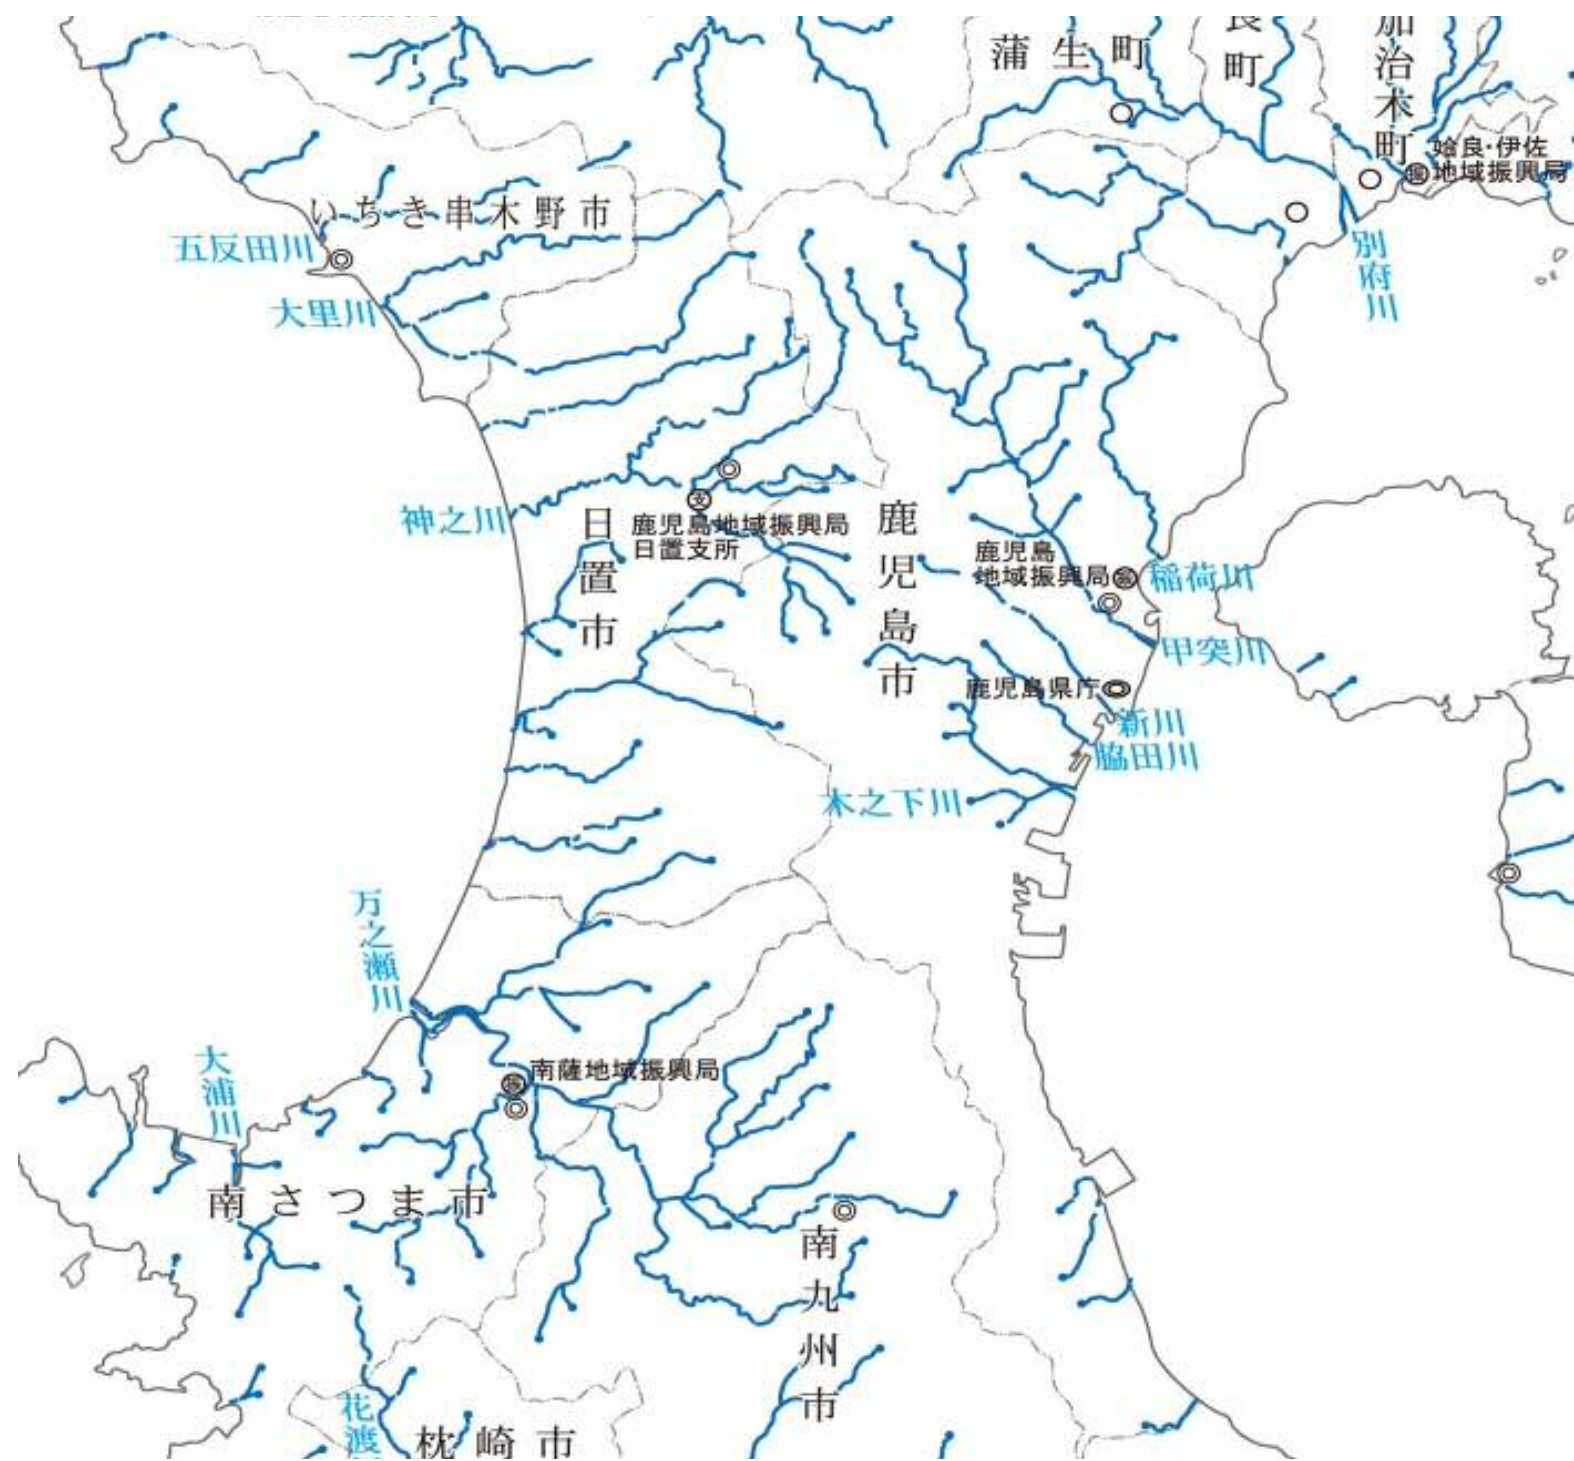 蒲生町
良町
加治木町
姶良・伊佐
地域振興局
いちき串木野市
五反田川
大里川
別府川
神之川
日置市
鹿児島地域振興局
日置支所
鹿児島市
鹿児島
地域振興局
稲荷川
甲突川
鹿児島県庁
新川
脇田川
木之下川
万之瀬川
南薩地域振興局
大浦川
南さつま市
南九州市
花渡
枕崎市